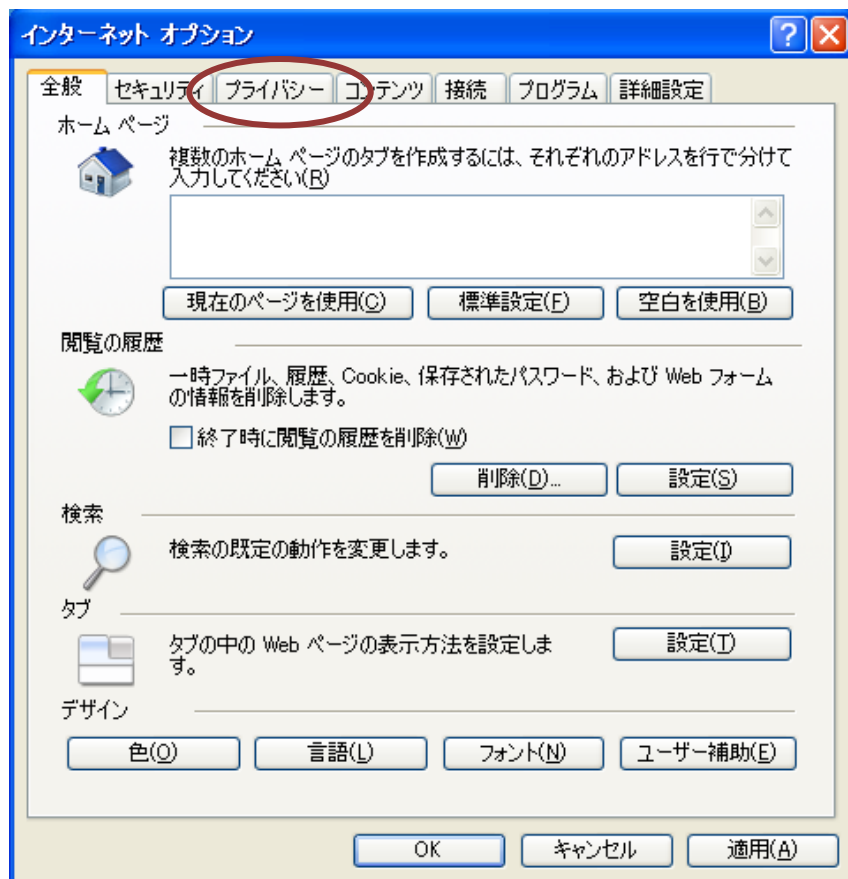 インターネット オプション
全般 セキュリティ プライバシー コンテンツ 接続 プログラム 詳細設定
ホーム ページ
複数のホーム ページのタブを作成するには、それぞれのアドレスを行で分けて
入力してください(R)
現在のページを使用(C) 標準設定(F) 空白を使用(B)
閲覧の履歴
一時ファイル、履歴、Cookie、保存されたパスワード、および Web フォーム
の情報を削除します。
終了時に閲覧の履歴を削除(W)
削除(D)... 設定(S)
検索
検索の既定の動作を変更します。
設定(I)
タブ
タブの中の Web ページの表示方法を設定しま
す。
設定(T)
デザイン
色(O) 言語(L) フォント(N) ユーザー補助(E)
OK キャンセル 適用(A)